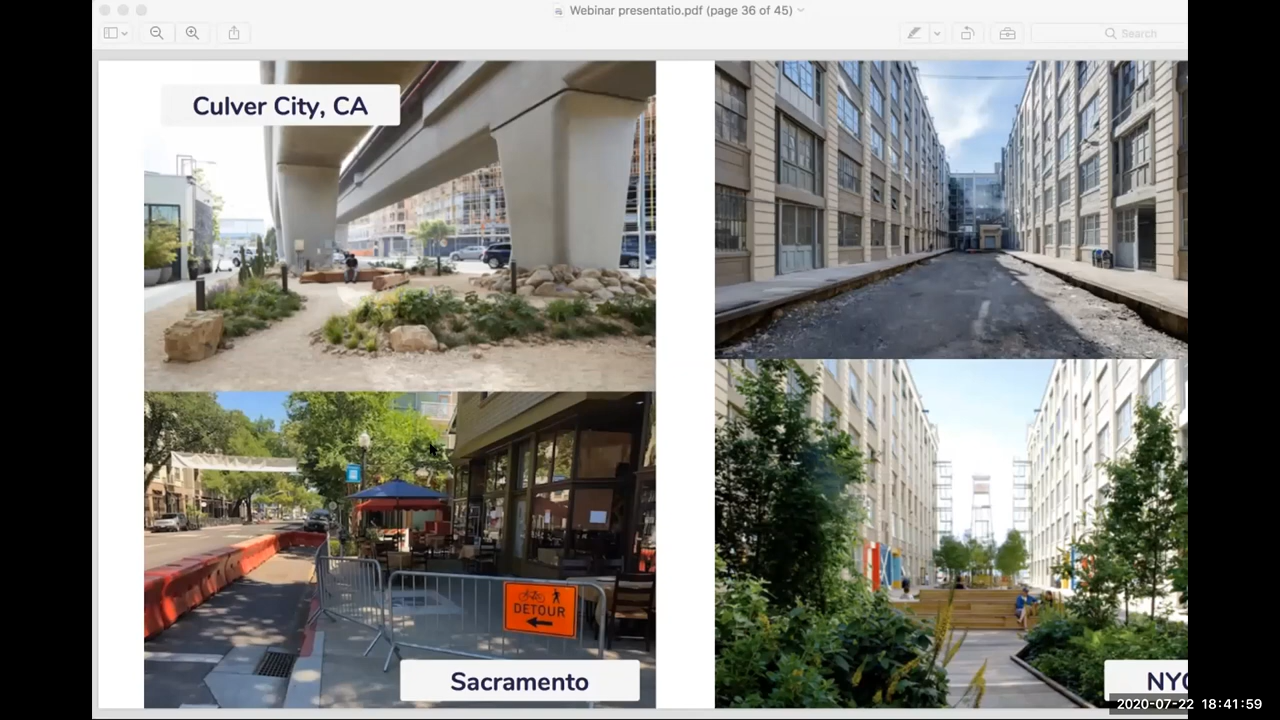 Webinar presentatio.pdf (page 36 of 45)
Search
Culver City, CA
DETOUR
Sacramento
NYC
2020-07-22 18:41:59